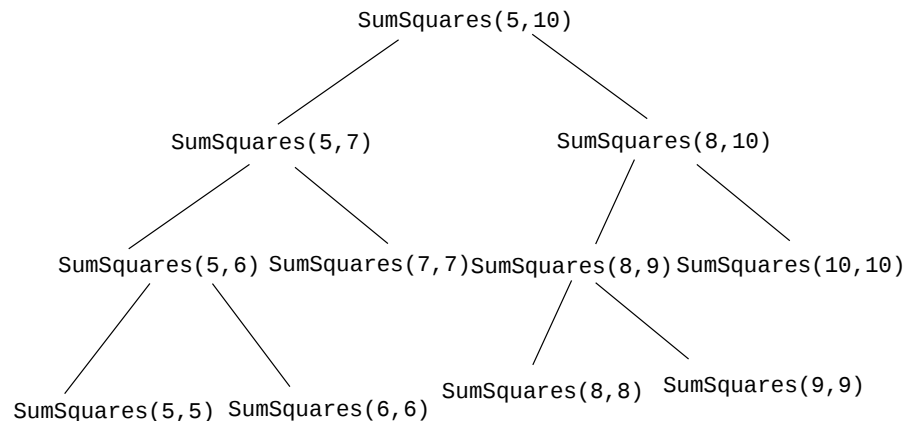 SumSquares(5,10)
SumSquares(5,7) SumSquares(8,10)
SumSquares(5,6) SumSquares(7,7) SumSquares(8,9) SumSquares(10,10)
SumSquares(5,5) SumSquares(6,6) SumSquares(8,8) SumSquares(9,9)